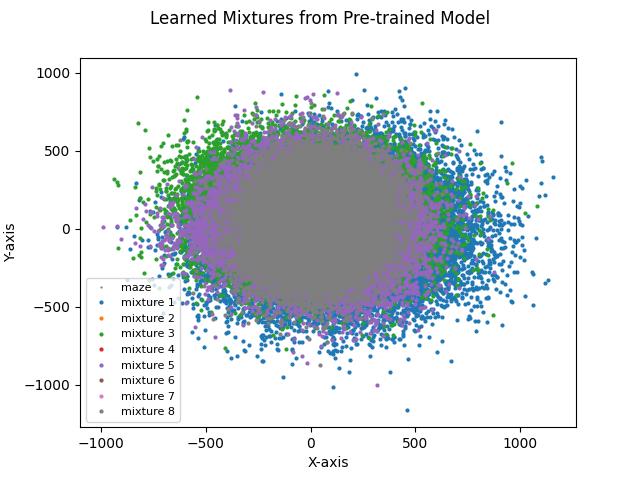 Learned Mixtures from Pre-trained Model
1000
500
0
−500
−1000
Y-axis
maze
mixture 1
mixture 2
mixture 3
mixture 4
mixture 5
mixture 6
mixture 7
mixture 8
−1000
−500
0
500
1000
X-axis